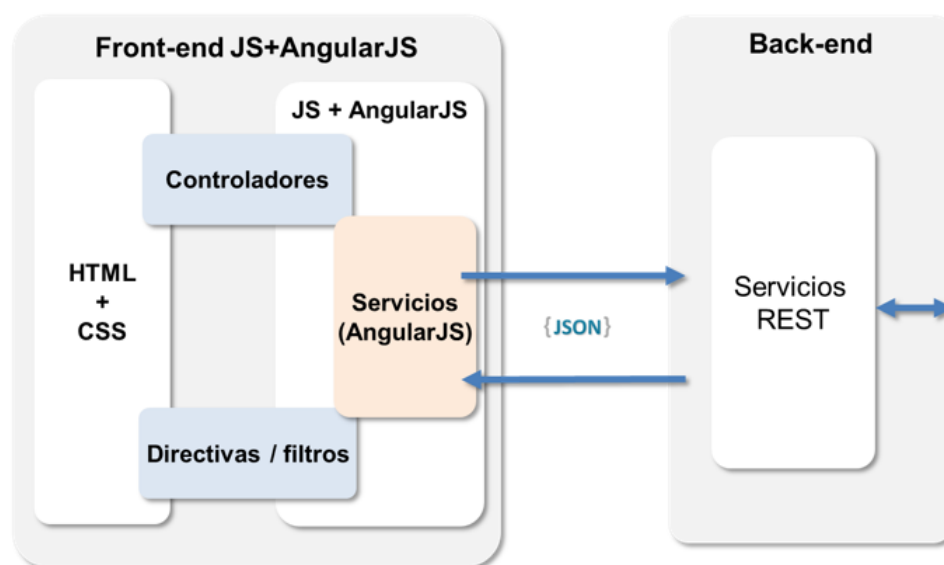 Front-end JS+AngularJS
JS + AngularJS
Controladores
HTML
+
CSS
Servicios
(AngularJS)
Directivas / filtros
{JSON}
Back-end
Servicios
REST